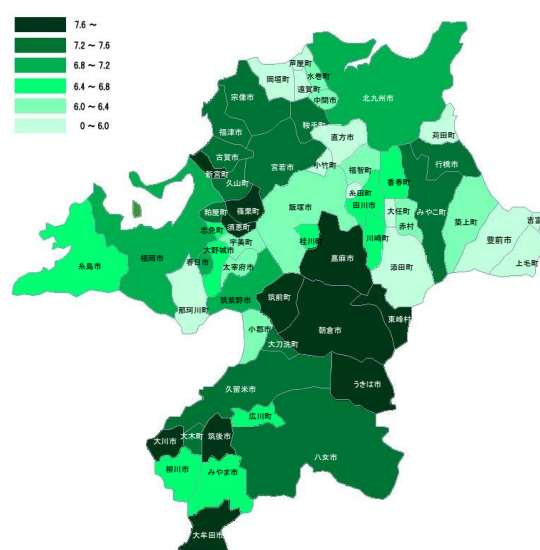 7.6 ～
7.2 ～ 7.6
6.8 ～ 7.2
6.4 ～ 6.8
6.0 ～ 6.4
0 ～ 6.0
芦屋町
水巻町
岡垣町
遠賀町
中間市
北九州市
宗像市
鞍手町
苅田町
福津市
直方市
行橋市
古賀市
宮若市
小竹町
福智町
香春町
新宮町
久山町
糸田町
粕屋町
篠栗町
飯塚市
田川市
大任町
みやこ町
築上町
吉富
志免町
須恵町
赤村
川崎町
豊前市
福岡市
大野城市
宇美町
桂川町
上毛町
糸島市
春日市
太宰府市
嘉麻市
添田町
那珂川町
筑紫野市
筑前町
東峰村
小郡市
朝倉市
大刀洗町
久留米市
うきは市
広川町
大川市
大木町
筑後市
八女市
柳川市
みやま市
大牟田市